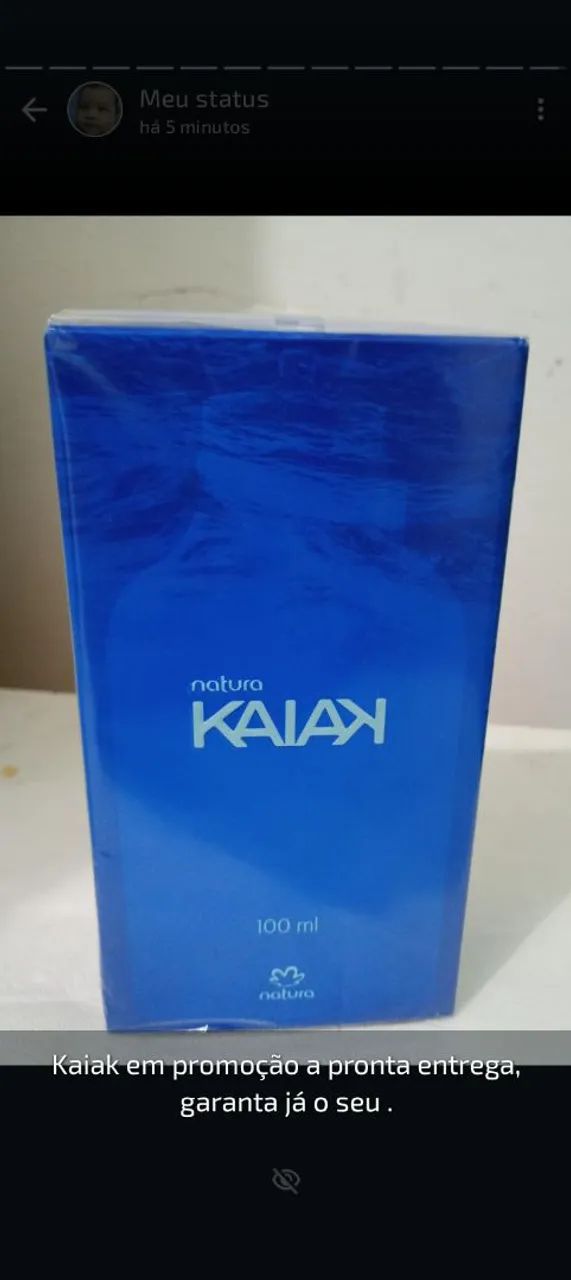 Meu status
há 5 minutos
natura
KAIAK
100 ml
natura
Kaiak em promoção a pronta entrega,
garanta já o seu .